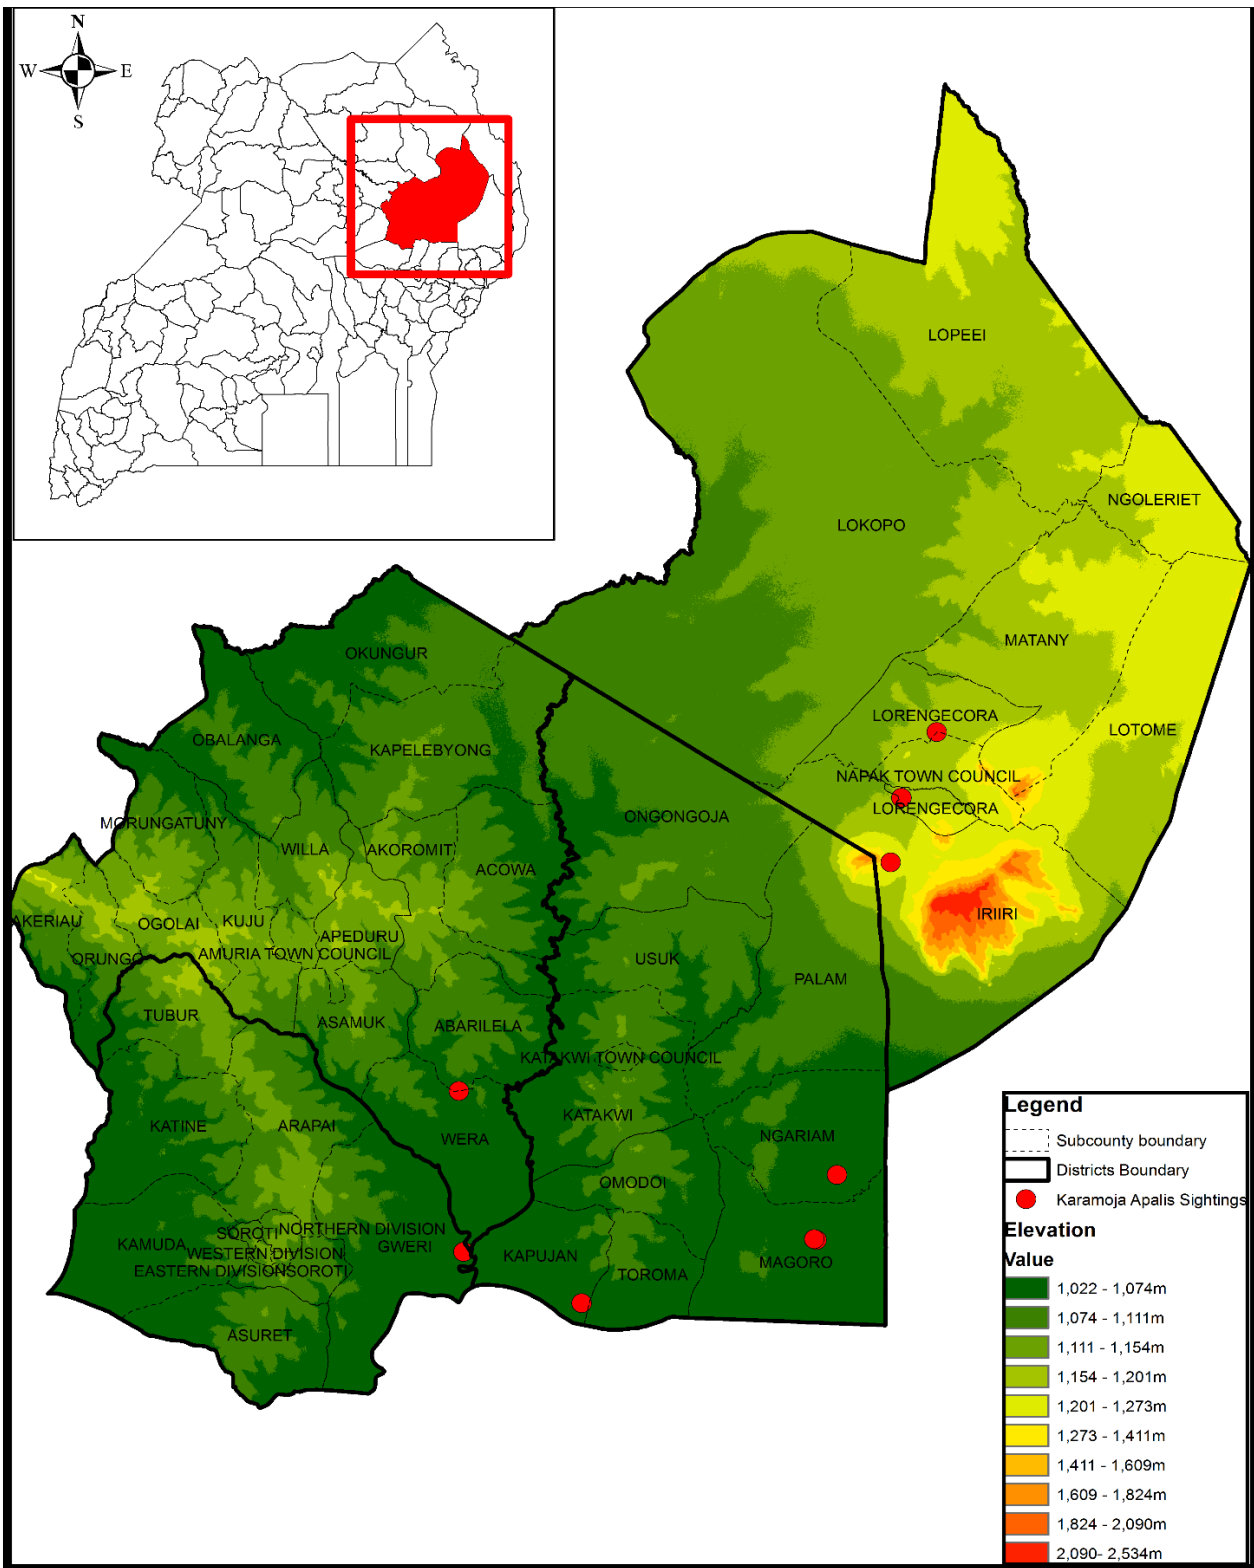 N
W E
S
LOPEEI
NGOLERIET
LOKOPO
MATANY
OKUNGUR
LORENGECORA
LOTOME
OBALANGA
KAPELEBYONG
NAPAK TOWN COUNCIL
LORENGECORA
ONGONGOJA
MORUNGATUNY
WILLA
AKOROMIT
ACOWA
IRIIRI
AKERIAU
OGOLAI
KUJU
APEDURU
AMURIA TOWN COUNCIL
ORUNGO
USUK
PALAM
TUBUR
ASAMUK
ABARILELA
KATAKWI TOWN COUNCIL
KATINE
ARAPAI
WERA
KATAKWI
NGARIAM
OMODOI
SOROTI
NORTHERN DIVISION
KAMUDA
GWERI
WESTERN DIVISION
KAPUJAN
MAGORO
EASTERN DIVISION
SOROTI
TOROMA
ASURET
Legend
Subcounty boundary
Districts Boundary
Karamoja Apalis Sightings
Elevation
Value
1,022 - 1,074m
1,074 - 1,111m
1,111 - 1,154m
1,154 - 1,201m
1,201 - 1,273m
1,273 - 1,411m
1,411 - 1,609m
1,609 - 1,824m
1,824 - 2,090m
2,090- 2,534m